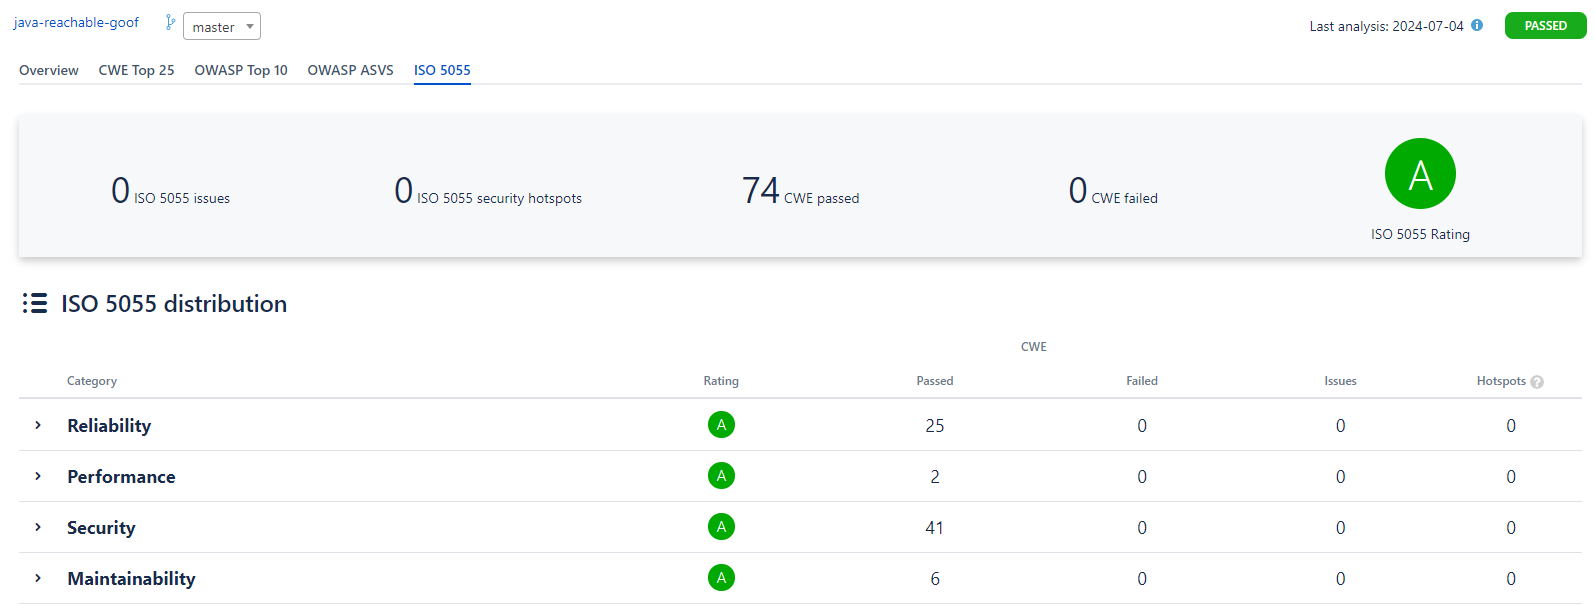 java-reachable-goof master Last analysis: 2024-07-04 PASSED
Overview CWE Top 25 OWASP Top 10 OWASP ASVS ISO 5055
A
0 ISO 5055 issues 0 ISO 5055 security hotspots 74 CWE passed 0 CWE failed
ISO 5055 Rating
ISO 5055 distribution
CWE
Category Rating Passed Failed Issues Hotspots ?
Reliability A 25 0 0 0
Performance A 2 0 0 0
Security A 41 0 0 0
Maintainability A 6 0 0 0